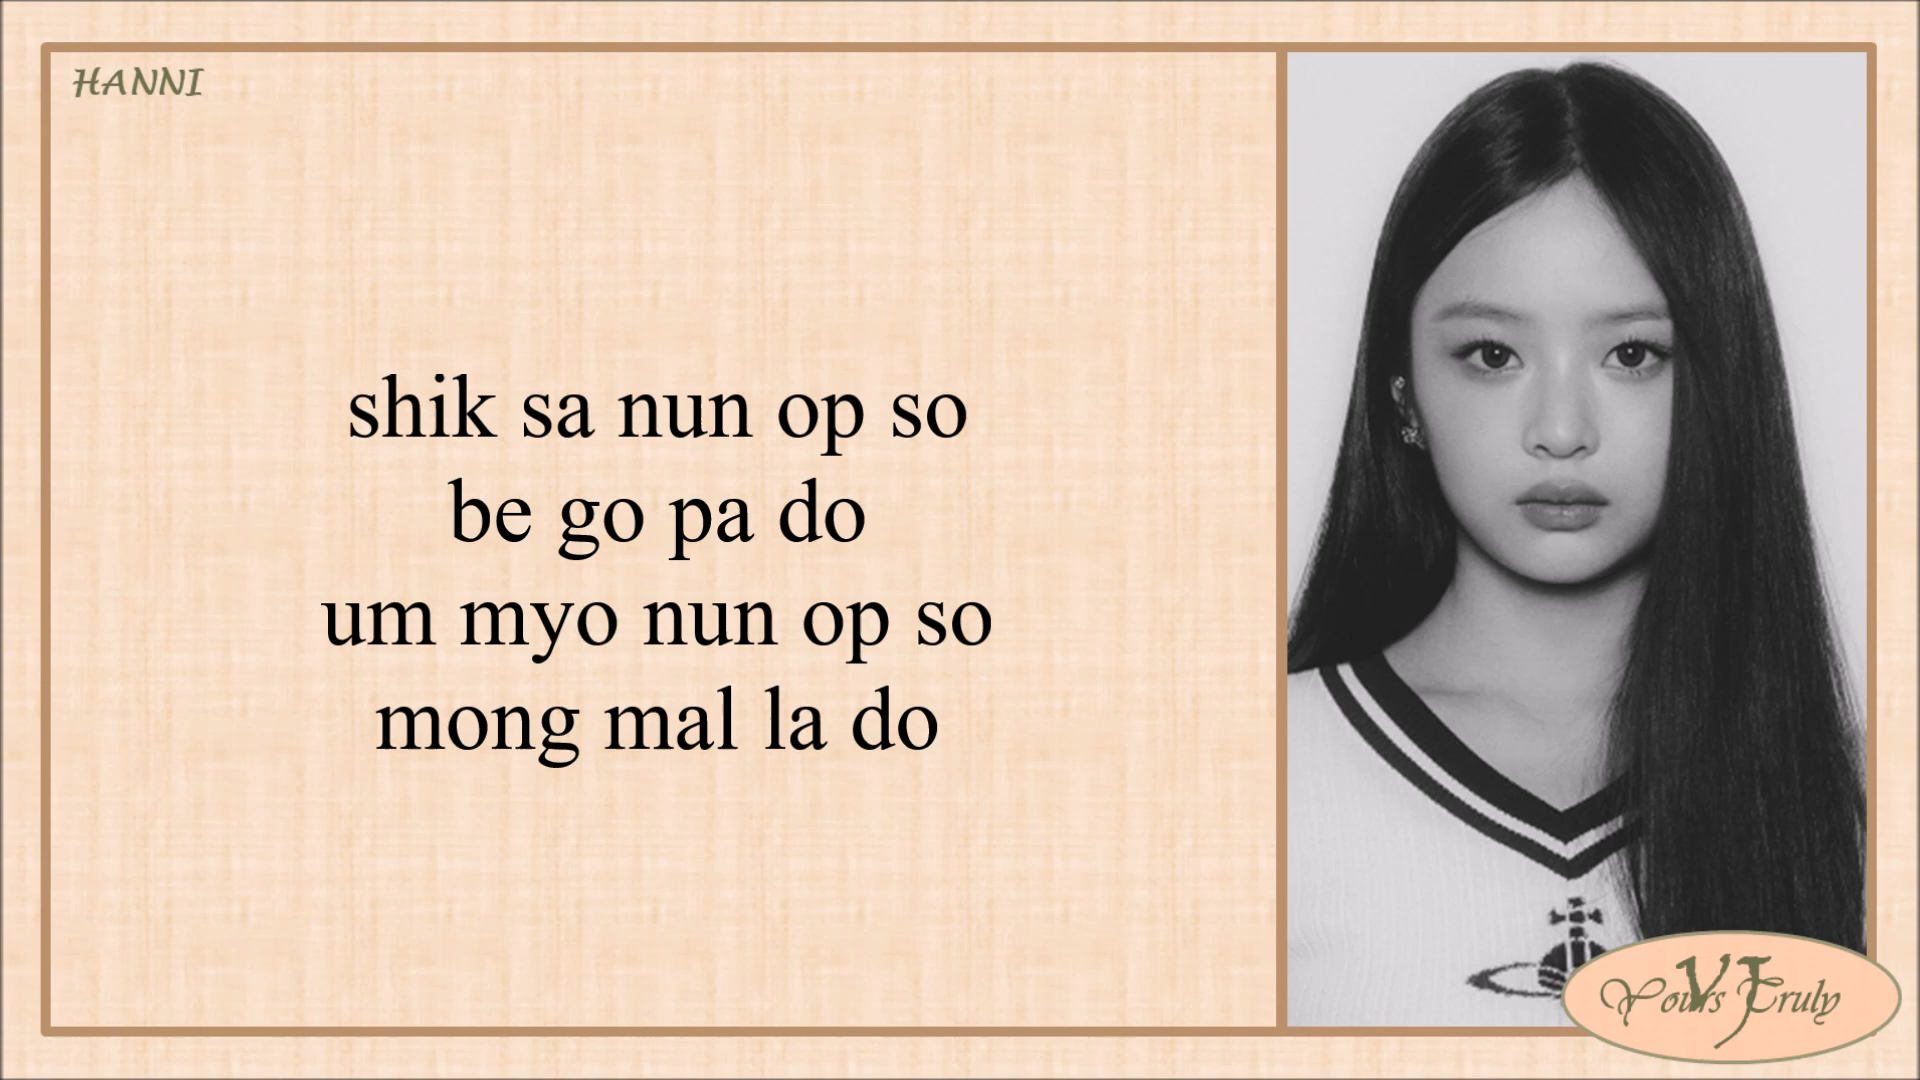 HANNI
shik sa nun op so
be go pa do
um myo nun op so
mong mal la do
Yours Truly
VJ